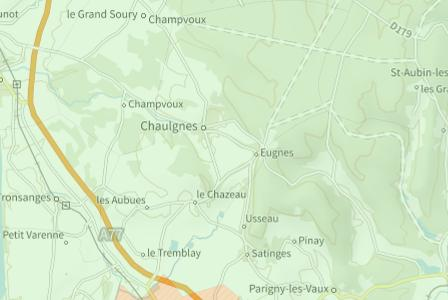 le Grand Soury
Champvoux
D179
St-Aubin-les
les Gra
Champvoux
Chaulgnes
Eugnes
ronsanges
les Aubues
le Chazeau
Usseau
A77
Petit Varenne
Pinay
le Tremblay
Satinges
Parigny-les-Vaux